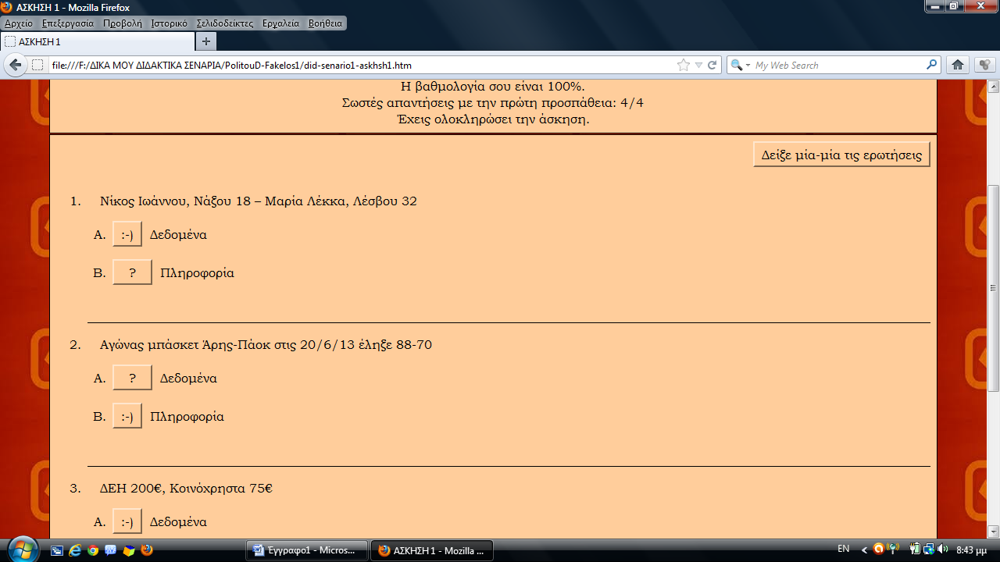 ΑΣΚΗΣΗ 1 - Mozilla Firefox
Αρχείο Επεξεργασία Προβολή Ιστορικό Σελιδοδείκτες Εργαλεία Βοήθεια
ΑΣΚΗΣΗ 1
file:///F:/ΔΙΚΑ ΜΟΥ ΔΙΔΑΚΤΙΚΑ ΣΕΝΑΡΙΑ/PolitouD-Fakelos1/did-senario1-askhsh1.htm
My Web Search
Η βαθμολογία σου είναι 100%.
Σωστές απαντήσεις με την πρώτη προσπάθεια: 4/4
Έχεις ολοκληρώσει την άσκηση.
Δείξε μία-μία τις ερωτήσεις
1. Νίκος Ιωάννου, Νάξου 18 – Μαρία Λέκκα, Λέσβου 32
A. :-) Δεδομένα
B. ? Πληροφορία
2. Αγώνας μπάσκετ Άρης-Πάοκ στις 20/6/13 έληξε 88-70
A. ? Δεδομένα
B. :-) Πληροφορία
3. ΔΕΗ 200€, Κοινόχρηστα 75€
A. :-) Δεδομένα
Έγγραφο1 - Micros...
ΑΣΚΗΣΗ 1 - Mozilla ...
EN
8:43 μμ